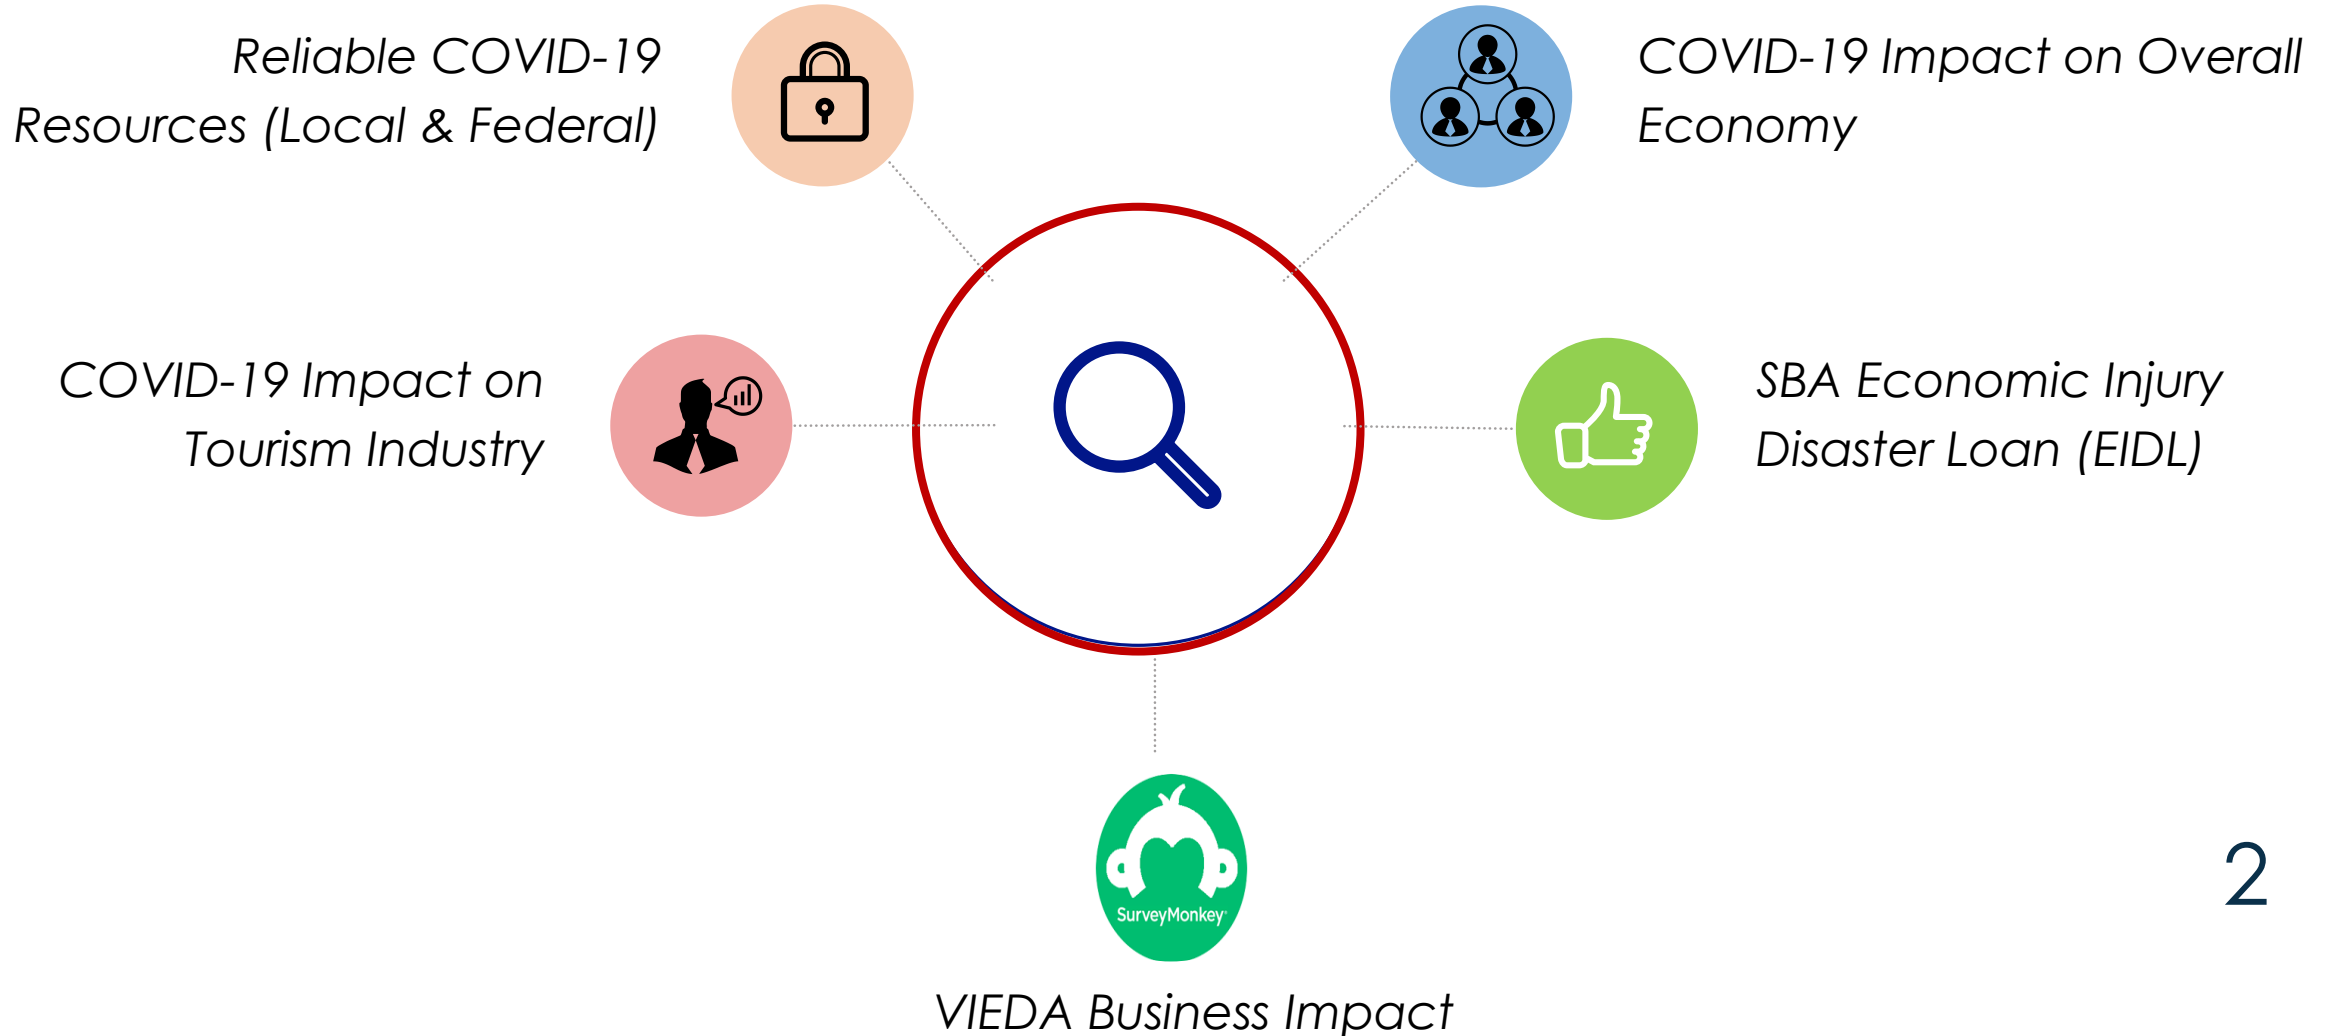 Reliable COVID-19
Resources (Local & Federal)
COVID-19 Impact on Overall
Economy
COVID-19 Impact on
Tourism Industry
SBA Economic Injury
Disaster Loan (EIDL)
SurveyMonkey
VIEDA Business Impact
2